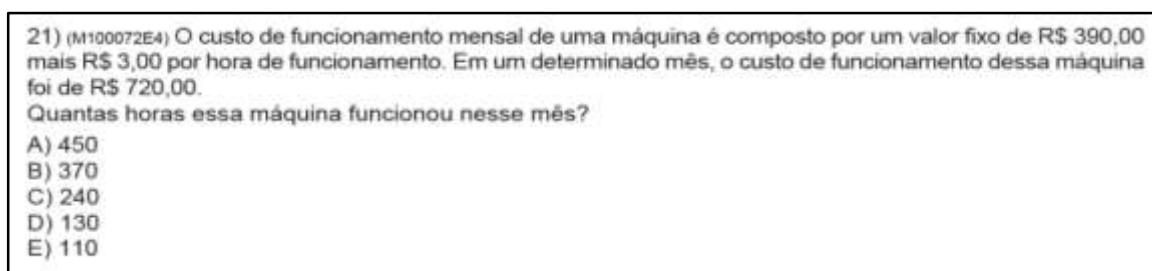 21) (M100072E4) O custo de funcionamento mensal de uma máquina é composto por um valor fixo de R$ 390,00
mais R$ 3,00 por hora de funcionamento. Em um determinado mês, o custo de funcionamento dessa máquina
foi de R$ 720,00.
Quantas horas essa máquina funcionou nesse mês?
A) 450
B) 370
C) 240
D) 130
E) 110